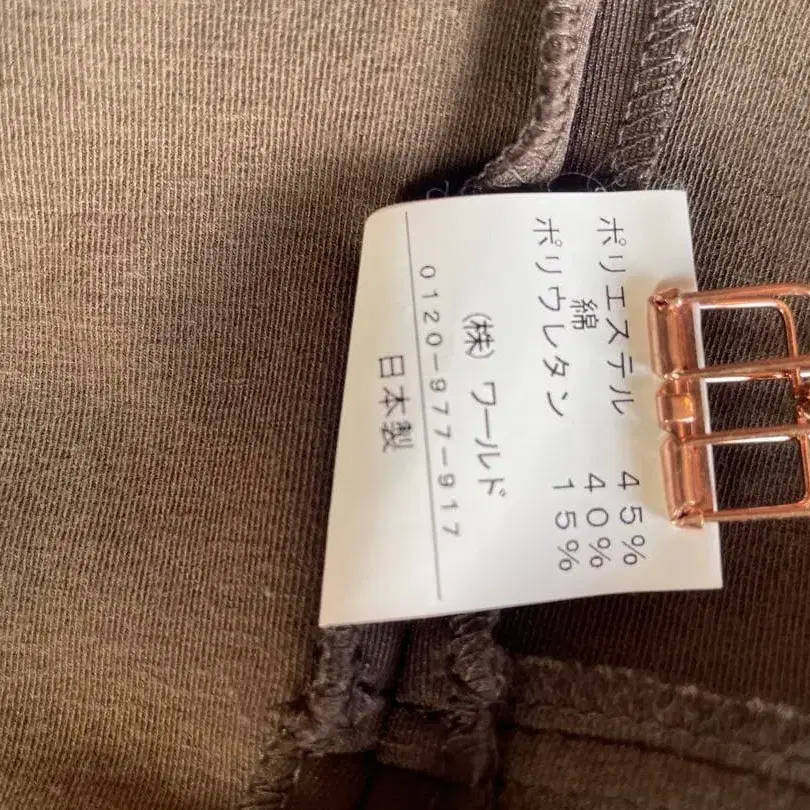 ポリエステル 45%
綿 40%
ポリウレタン 15%
(株) ワールド
0120-977-917
日本製